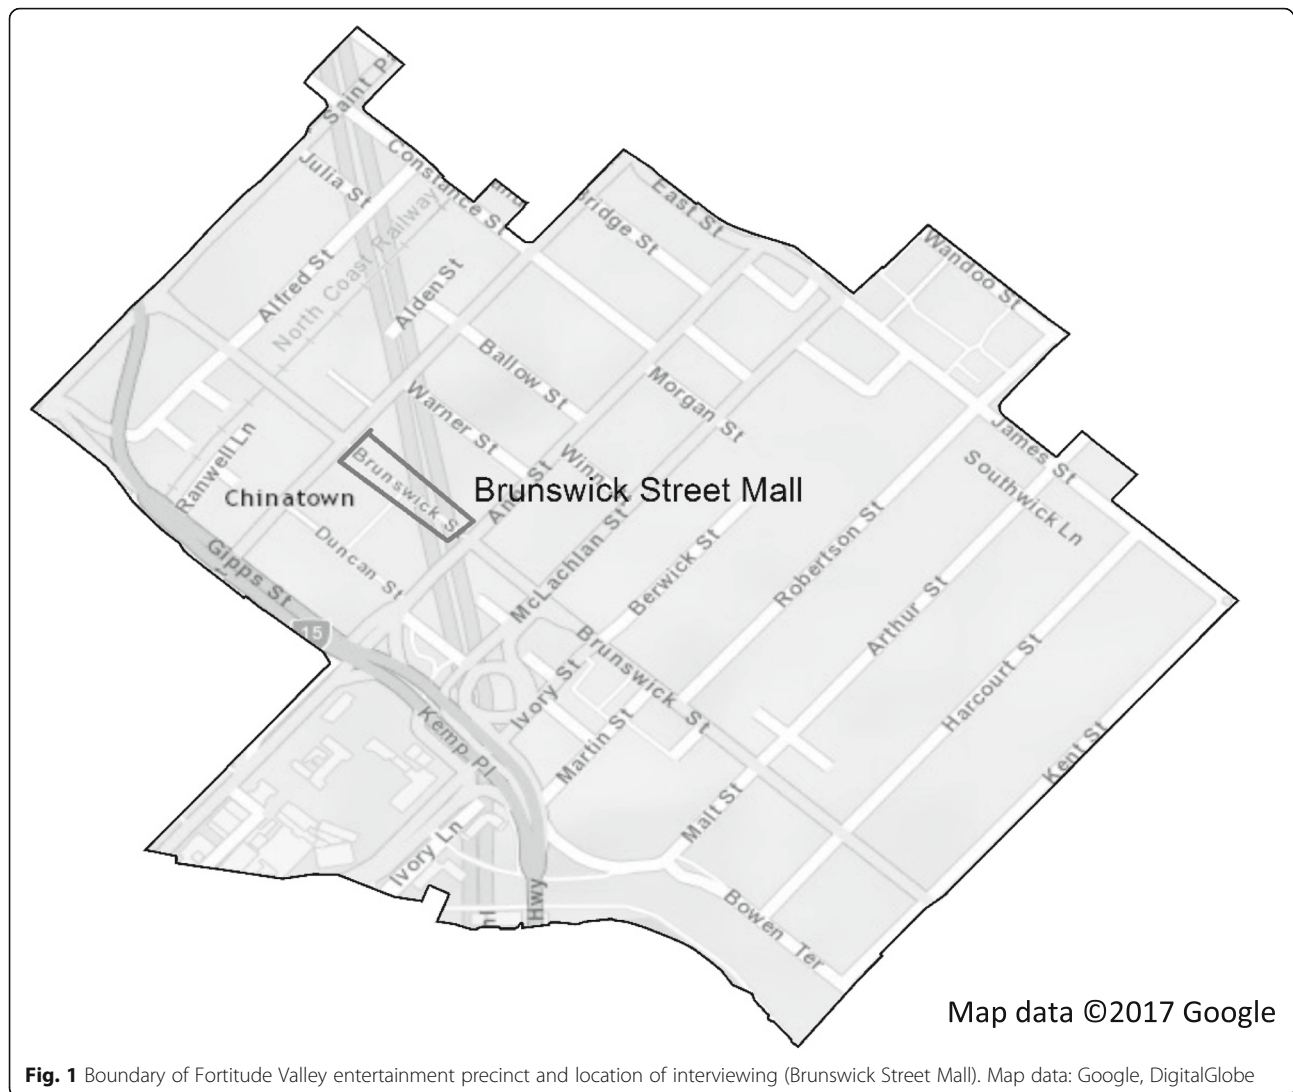 Saint P
Julia St
Constance St
East St
Bridge St
Wandoo St
Alfred St
North Coast Railway
Alden St
Ballow St
Warner St
Morgan St
James St
Southwick Ln
Ranwell Ln
Chinatown
Brunswick S
Brunswick Street Mall
Ann St
Winn
Duncan St
McLachlan St
Berwick St
Robertson St
Arthur St
Gipps St
15
Brunswick St
Harcourt St
Ivory St
Kemp Pl
Martin St
Kent St
Malt St
Ivory Ln
Hwy
Bowen Ter
Map data ©2017 Google
Fig. 1 Boundary of Fortitude Valley entertainment precinct and location of interviewing (Brunswick Street Mall). Map data: Google, DigitalGlobe